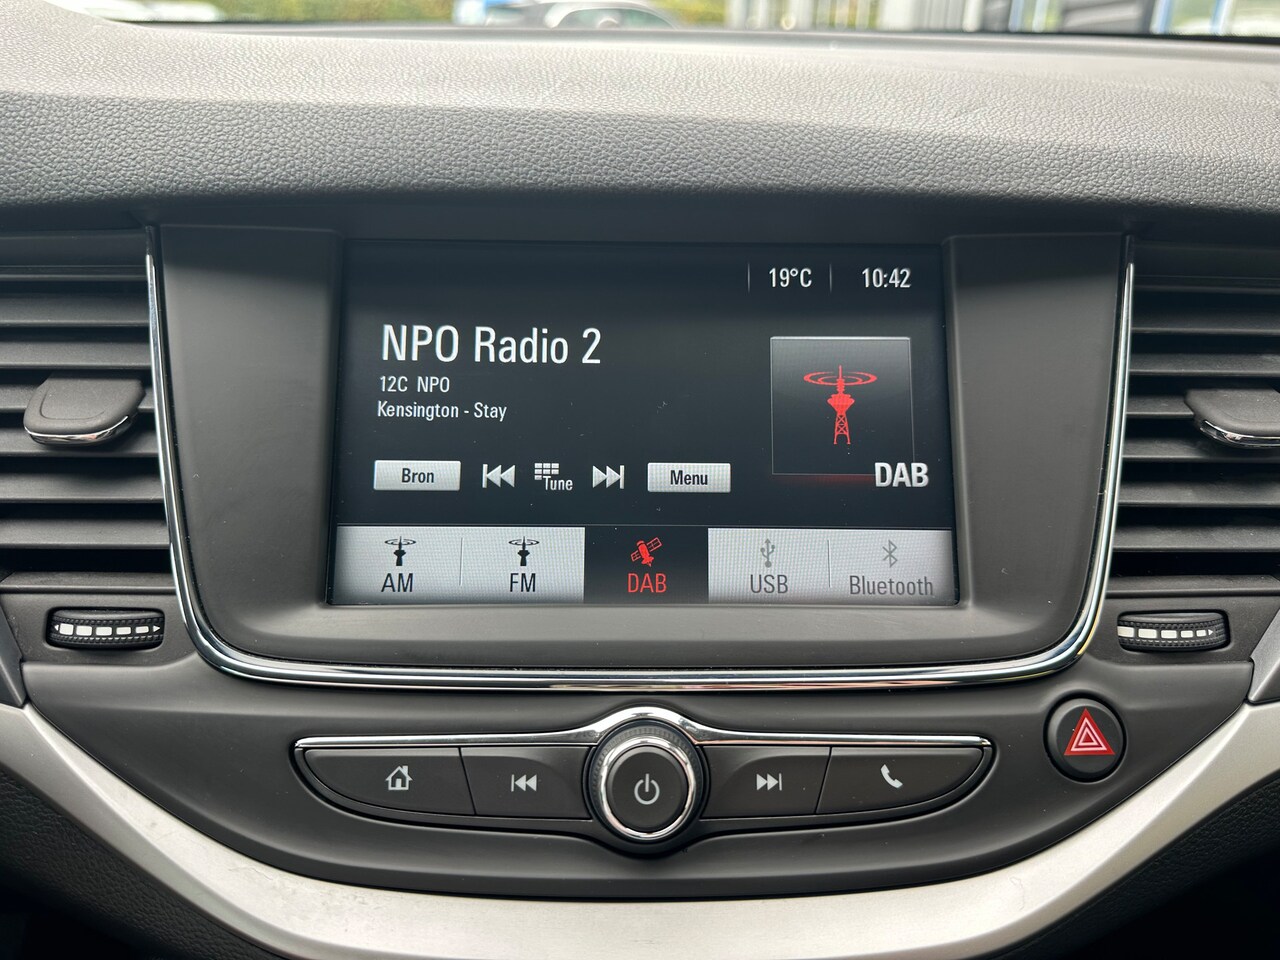 19°C 10:42
NPO Radio 2
12C NPO
Kensington - Stay
DAB
Bron Tune Menu
AM FM DAB USB Bluetooth